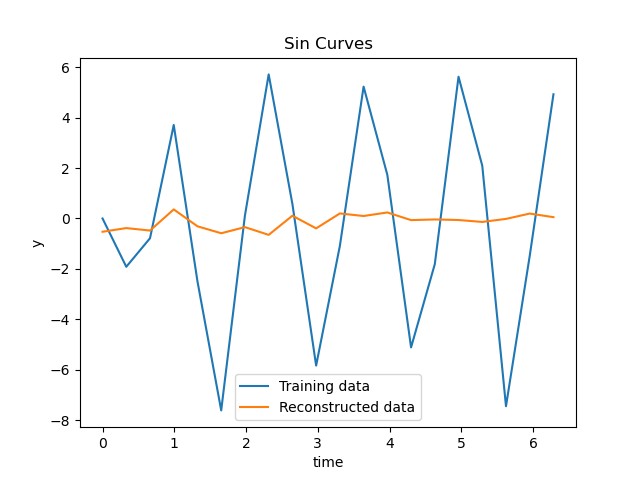 Sin Curves
6
4
2
0
−2
−4
−6
−8
y
Training data
Reconstructed data
0 1 2 3 4 5 6
time